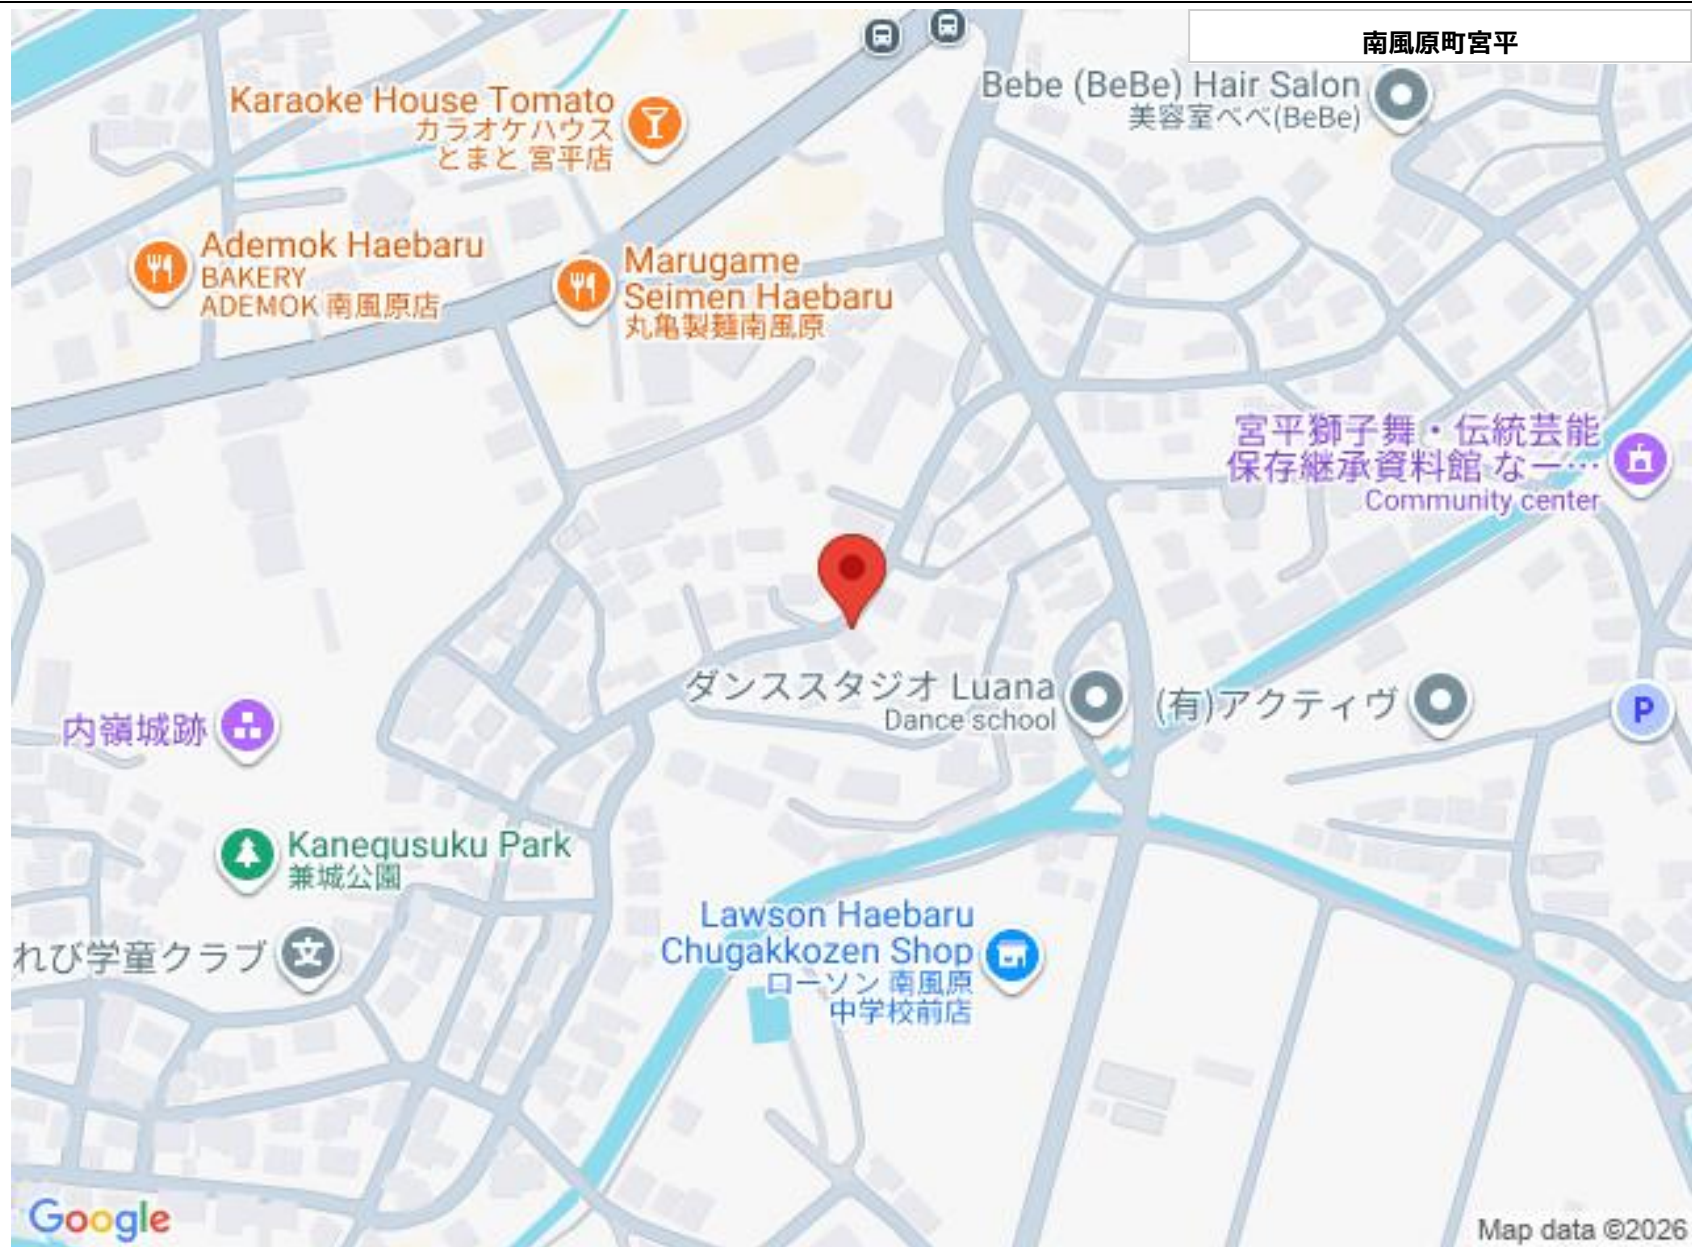 南風原町宮平
Bebe (BeBe) Hair Salon
美容室べべ(BeBe)
Karaoke House Tomato
カラオケハウス
とまと 宮平店
Ademok Haebaru
BAKERY
ADEMOK 南風原店
Marugame
Seimen Haebaru
丸亀製麺南風原
宮平獅子舞・伝統芸能
保存継承資料館 なー…
Community center
ダンススタジオ Luana
Dance school
(有)アクティヴ
P
内嶺城跡
Kanegusuku Park
兼城公園
れび学童クラブ
文
Lawson Haebaru
Chugakkozen Shop
ローソン 南風原
中学校前店
Google
Map data ©2026